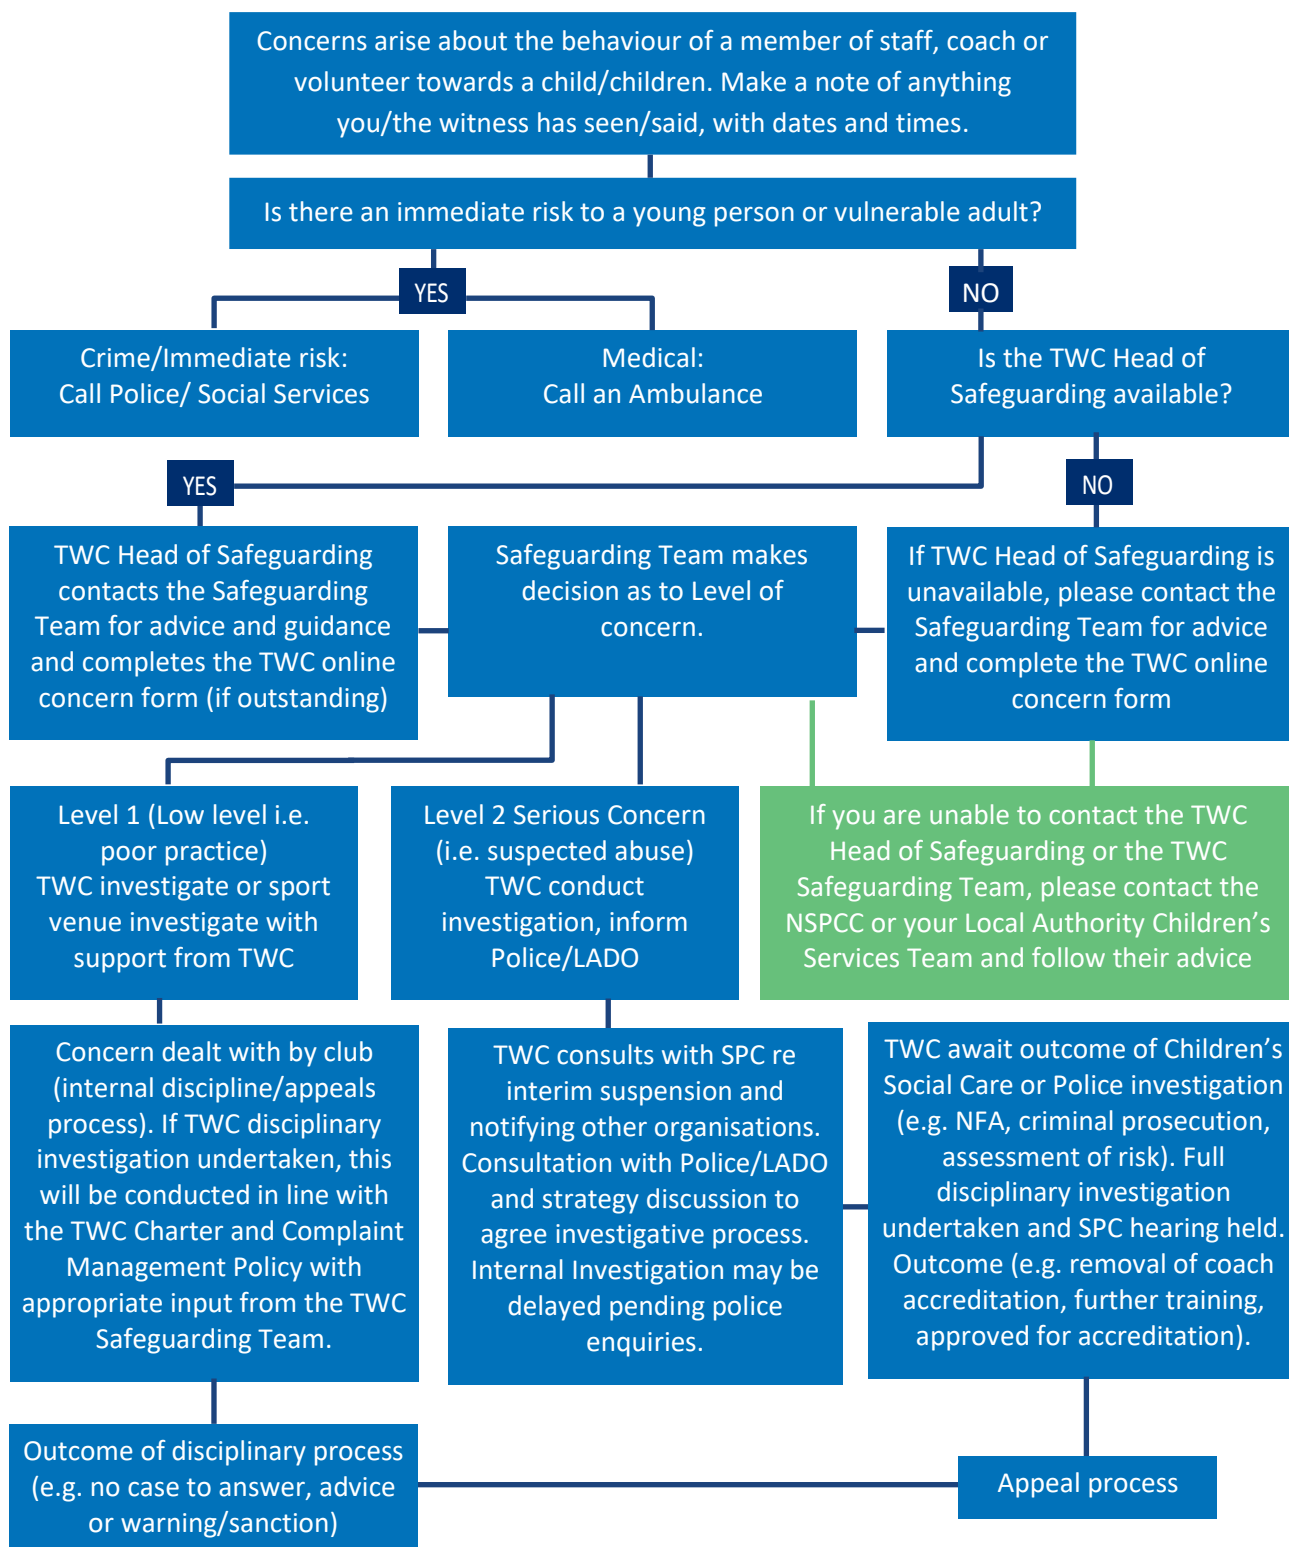 Concerns arise about the behaviour of a member of staff, coach or
volunteer towards a child/children. Make a note of anything
you/the witness has seen/said, with dates and times.
Is there an immediate risk to a young person or vulnerable adult?
YES
NO
Crime/Immediate risk:
Call Police/ Social Services
Medical:
Call an Ambulance
Is the TWC Head of
Safeguarding available?
YES
NO
TWC Head of Safeguarding
contacts the Safeguarding
Team for advice and guidance
and completes the TWC online
concern form (if outstanding)
Safeguarding Team makes
decision as to Level of
concern.
If TWC Head of Safeguarding is
unavailable, please contact the
Safeguarding Team for advice
and complete the TWC online
concern form
Level 1 (Low level i.e.
poor practice)
TWC investigate or sport
venue investigate with
support from TWC
Level 2 Serious Concern
(i.e. suspected abuse)
TWC conduct
investigation, inform
Police/LADO
If you are unable to contact the TWC
Head of Safeguarding or the TWC
Safeguarding Team, please contact the
NSPCC or your Local Authority Children’s
Services Team and follow their advice
Concern dealt with by club
(internal discipline/appeals
process). If TWC disciplinary
investigation undertaken, this
will be conducted in line with
the TWC Charter and Complaint
Management Policy with
appropriate input from the TWC
Safeguarding Team.
TWC consults with SPC re
interim suspension and
notifying other organisations.
Consultation with Police/LADO
and strategy discussion to
agree investigative process.
Internal Investigation may be
delayed pending police
enquiries.
TWC await outcome of Children’s
Social Care or Police investigation
(e.g. NFA, criminal prosecution,
assessment of risk). Full
disciplinary investigation
undertaken and SPC hearing held.
Outcome (e.g. removal of coach
accreditation, further training,
approved for accreditation).
Outcome of disciplinary process
(e.g. no case to answer, advice
or warning/sanction)
Appeal process